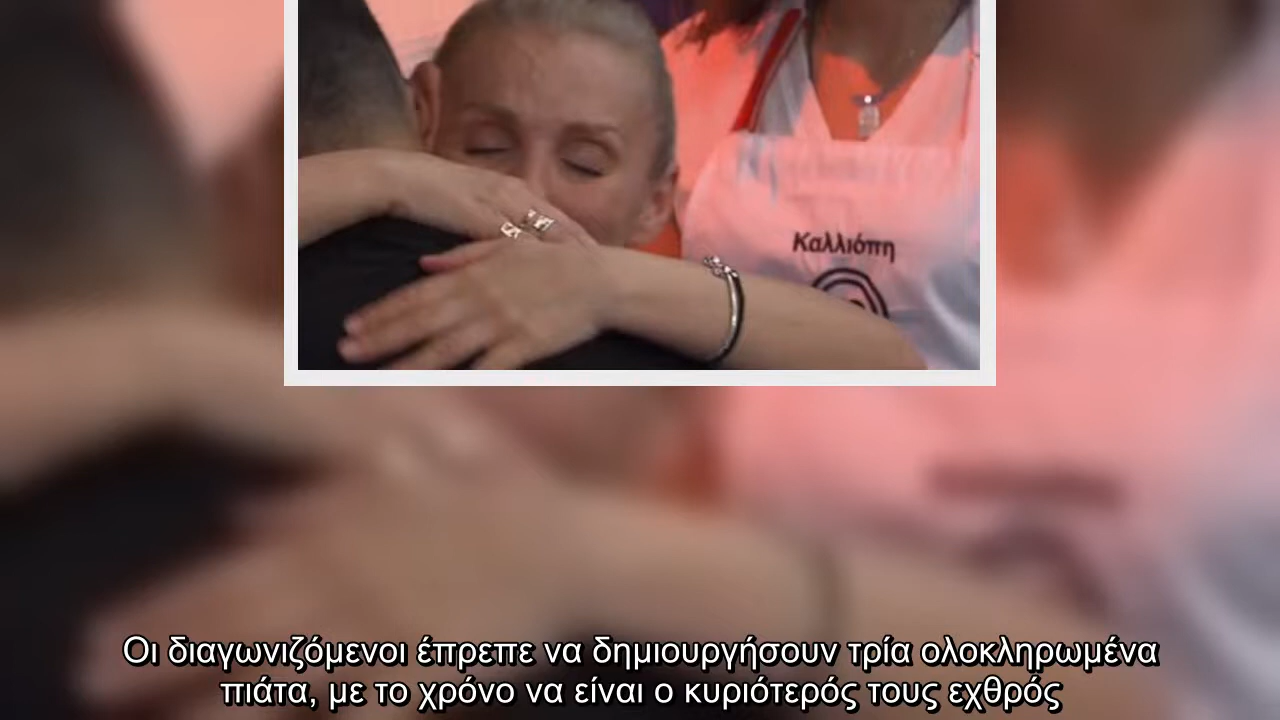 Καλλιόπη
Οι διαγωνιζόμενοι έπρεπε να δημιουργήσουν τρία ολοκληρωμένα
πιάτα, με το χρόνο να είναι ο κυριότερός τους εχθρός